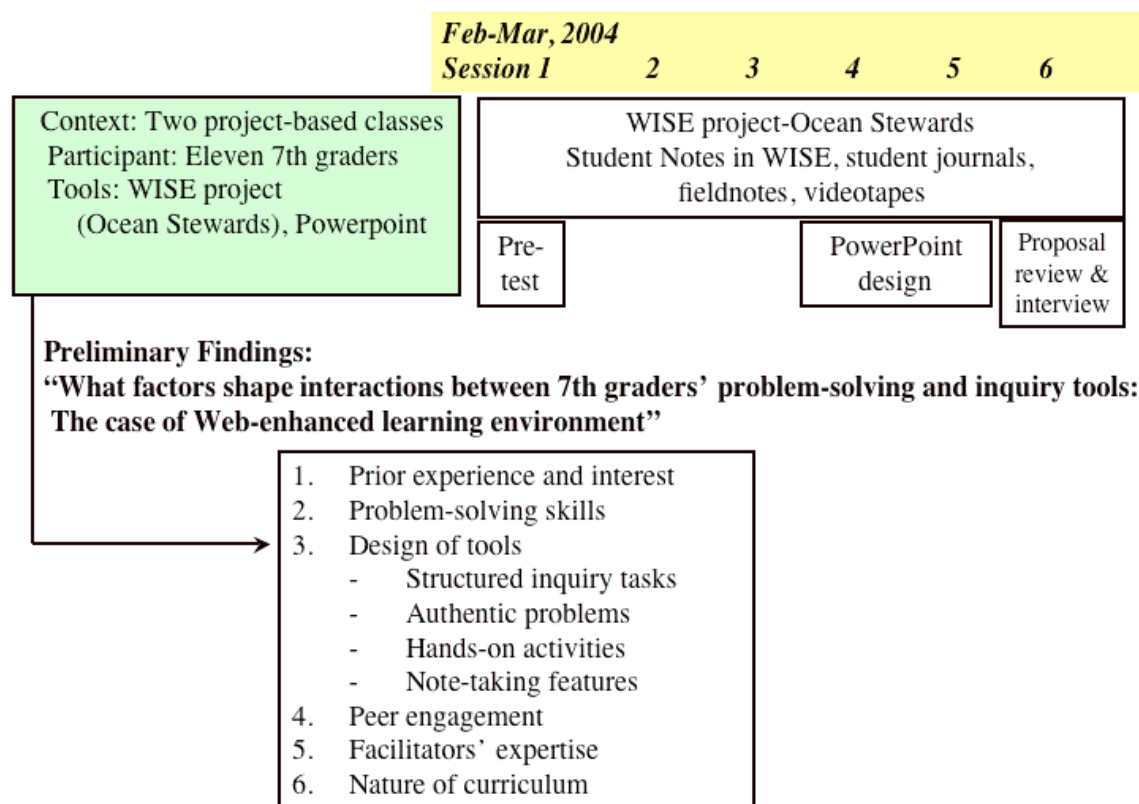 Feb-Mar, 2004
Session 1 2 3 4 5 6
Context: Two project-based classes
Participant: Eleven 7th graders
Tools: WISE project
(Ocean Stewards), Powerpoint
WISE project-Ocean Stewards
Student Notes in WISE, student journals,
fieldnotes, videotapes
Pre-
test
PowerPoint
design
Proposal
review &
interview
Preliminary Findings:
“What factors shape interactions between 7th graders’ problem-solving and inquiry tools:
The case of Web-enhanced learning environment”
1. Prior experience and interest
2. Problem-solving skills
3. Design of tools
- Structured inquiry tasks
- Authentic problems
- Hands-on activities
- Note-taking features
4. Peer engagement
5. Facilitators’ expertise
6. Nature of curriculum